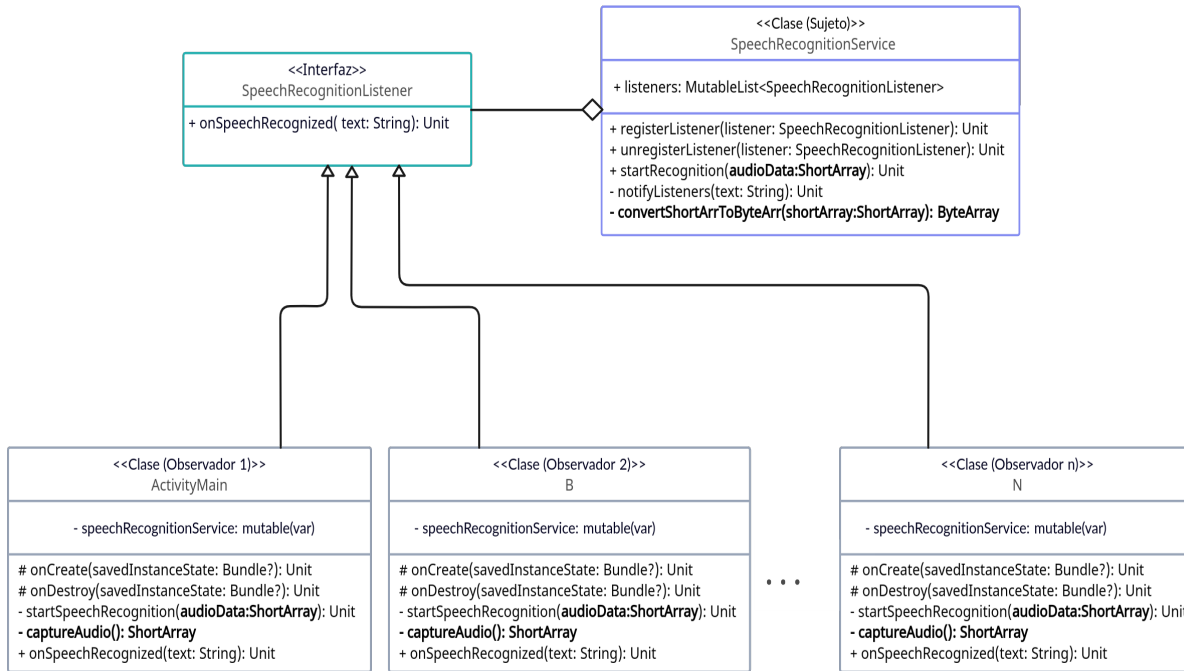 <<Interfaz>>
SpeechRecognitionListener
+ onSpeechRecognized( text: String): Unit
<<Clase (Sujeto)>>
SpeechRecognitionService
+ listeners: MutableList<SpeechRecognitionListener>
+ registerListener(listener: SpeechRecognitionListener): Unit
+ unregisterListener(listener: SpeechRecognitionListener): Unit
+ startRecognition(audioData:ShortArray): Unit
- notifyListeners(text: String): Unit
- convertShortArrToByteArr(shortArray:ShortArray): ByteArray
<<Clase (Observador 1)>>
ActivityMain
- speechRecognitionService: mutable(var)
# onCreate(savedInstanceState: Bundle?): Unit
# onDestroy(savedInstanceState: Bundle?): Unit
- startSpeechRecognition(audioData:ShortArray): Unit
- captureAudio(): ShortArray
+ onSpeechRecognized(text: String): Unit
<<Clase (Observador 2)>>
B
- speechRecognitionService: mutable(var)
# onCreate(savedInstanceState: Bundle?): Unit
# onDestroy(savedInstanceState: Bundle?): Unit
- startSpeechRecognition(audioData:ShortArray): Unit
- captureAudio(): ShortArray
+ onSpeechRecognized(text: String): Unit
...
<<Clase (Observador n)>>
N
- speechRecognitionService: mutable(var)
# onCreate(savedInstanceState: Bundle?): Unit
# onDestroy(savedInstanceState: Bundle?): Unit
- startSpeechRecognition(audioData:ShortArray): Unit
- captureAudio(): ShortArray
+ onSpeechRecognized(text: String): Unit